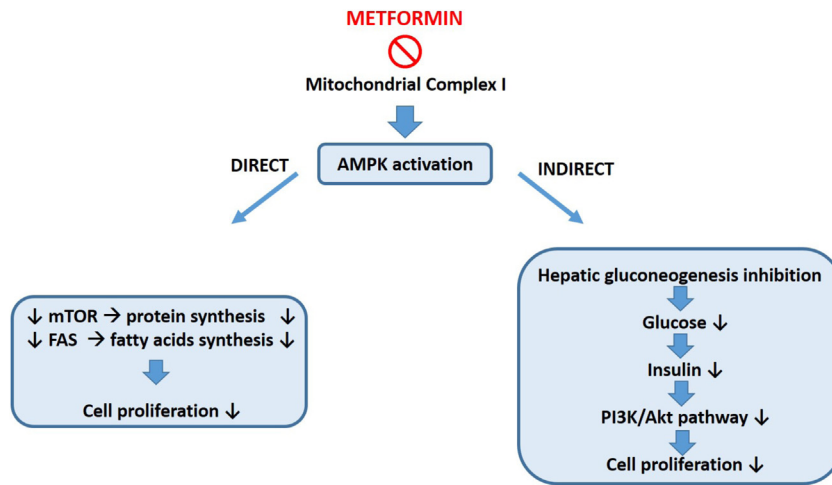 METFORMIN
Mitochondrial Complex I
AMPK activation
DIRECT
INDIRECT
↓ mTOR → protein synthesis ↓
↓ FAS → fatty acids synthesis ↓
Cell proliferation ↓
Hepatic gluconeogenesis inhibition
Glucose ↓
Insulin ↓
PI3K/Akt pathway ↓
Cell proliferation ↓